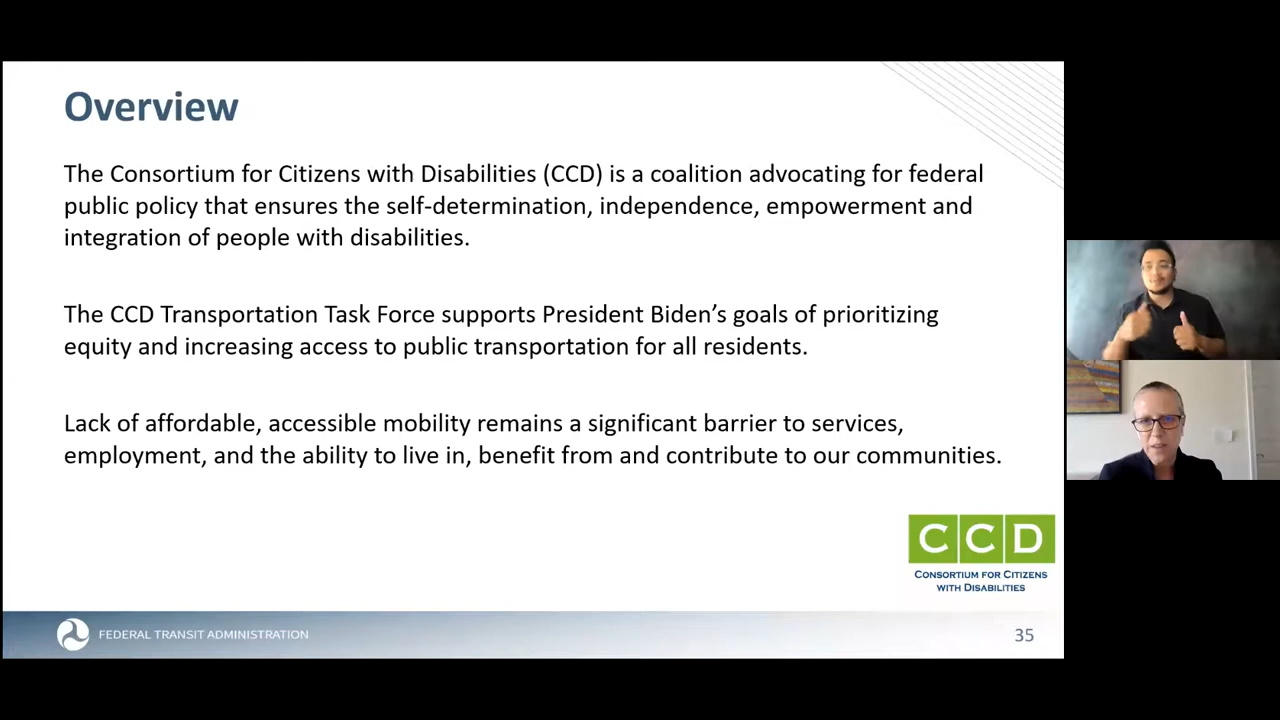 Overview
The Consortium for Citizens with Disabilities (CCD) is a coalition advocating for federal
public policy that ensures the self-determination, independence, empowerment and
integration of people with disabilities.
The CCD Transportation Task Force supports President Biden’s goals of prioritizing
equity and increasing access to public transportation for all residents.
Lack of affordable, accessible mobility remains a significant barrier to services,
employment, and the ability to live in, benefit from and contribute to our communities.
CCD
CONSORTIUM FOR CITIZENS
WITH DISABILITIES
FEDERAL TRANSIT ADMINISTRATION
35